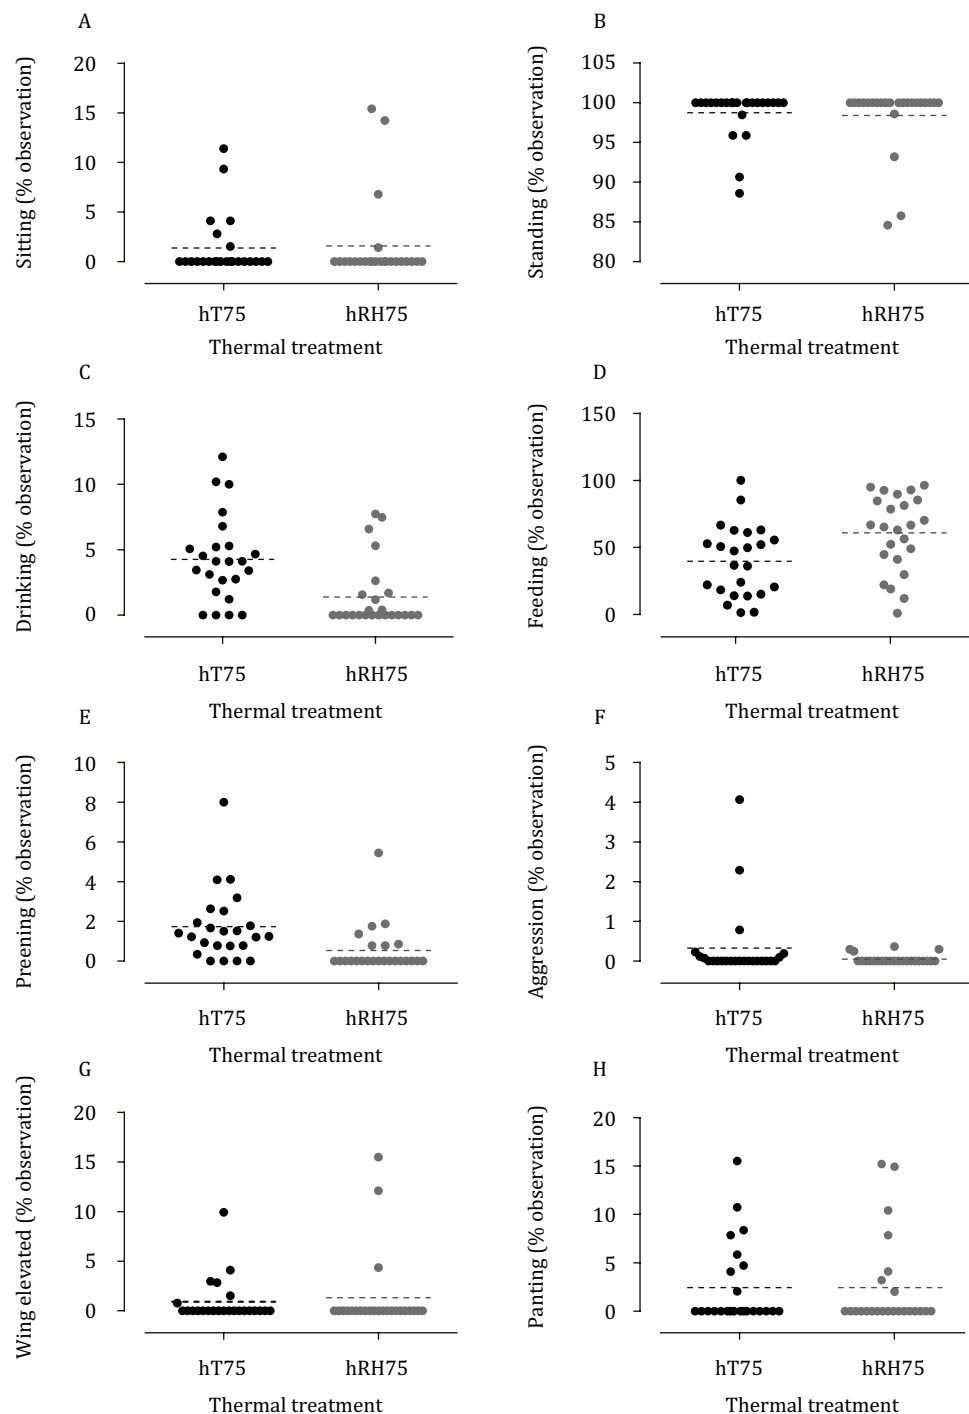 A
Sitting (% observation)
20
15
10
5
0
hT75 hRH75
Thermal treatment
B
Standing (% observation)
105
100
95
90
85
80
hT75 hRH75
Thermal treatment
C
Drinking (% observation)
15
10
5
0
hT75 hRH75
Thermal treatment
D
Feeding (% observation)
150
100
50
0
hT75 hRH75
Thermal treatment
E
Preening (% observation)
10
8
6
4
2
0
hT75 hRH75
Thermal treatment
F
Aggression (% observation)
5
4
3
2
1
0
hT75 hRH75
Thermal treatment
G
Wing elevated (% observation)
20
15
10
5
0
hT75 hRH75
Thermal treatment
H
Panting (% observation)
20
15
10
5
0
hT75 hRH75
Thermal treatment